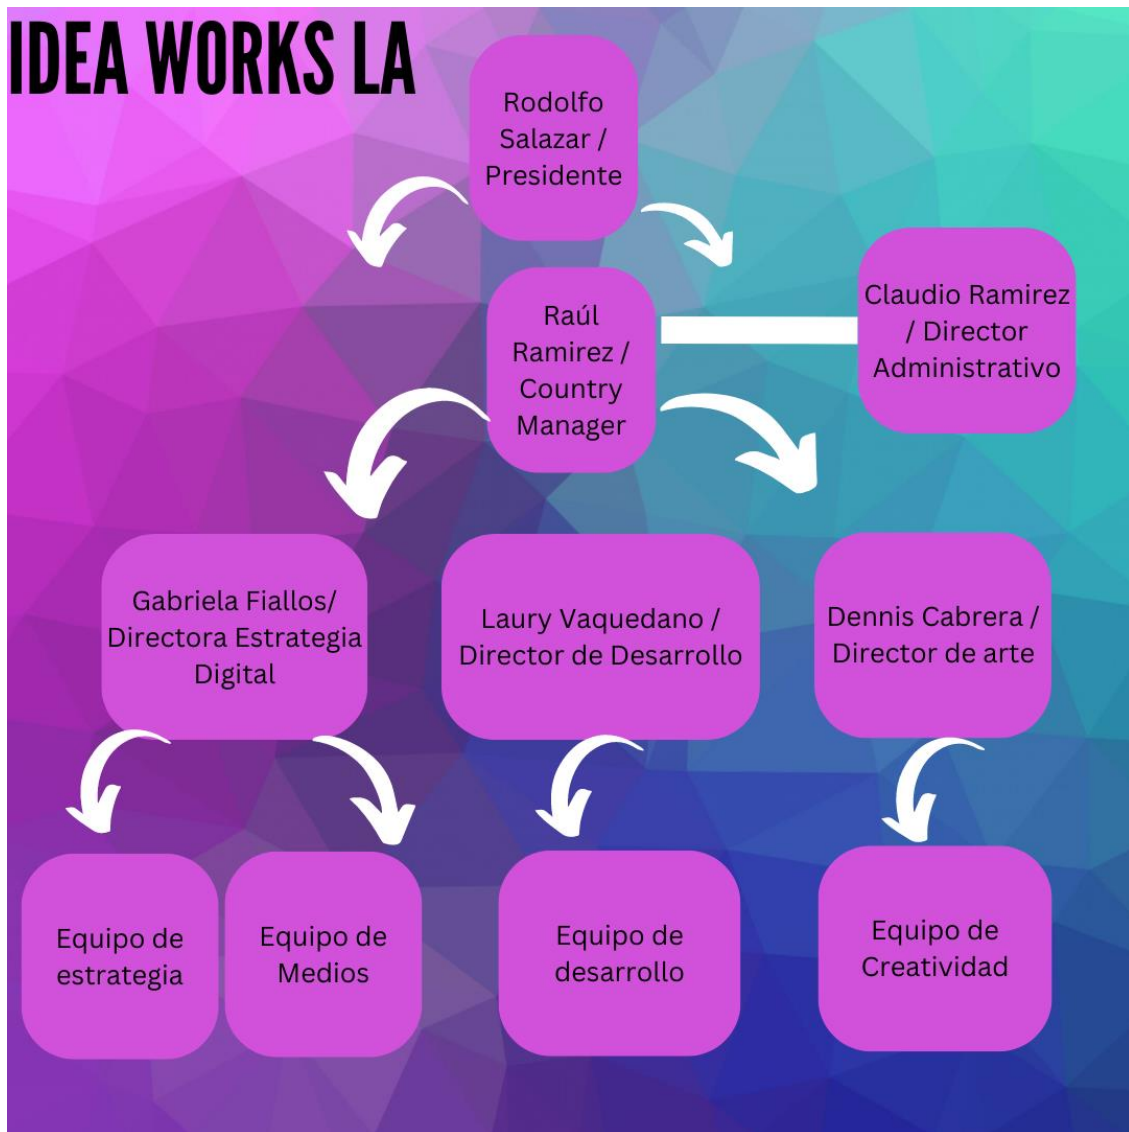 IDEA WORKS LA
Rodolfo
Salazar /
Presidente
Raúl
Ramirez /
Country
Manager
Claudio Ramirez
/ Director
Administrativo
Gabriela Fiallos/
Directora Estrategia
Digital
Laury Vaquedano /
Director de Desarrollo
Dennis Cabrera /
Director de arte
Equipo de
estrategia
Equipo de
Medios
Equipo de
desarrollo
Equipo de
Creatividad